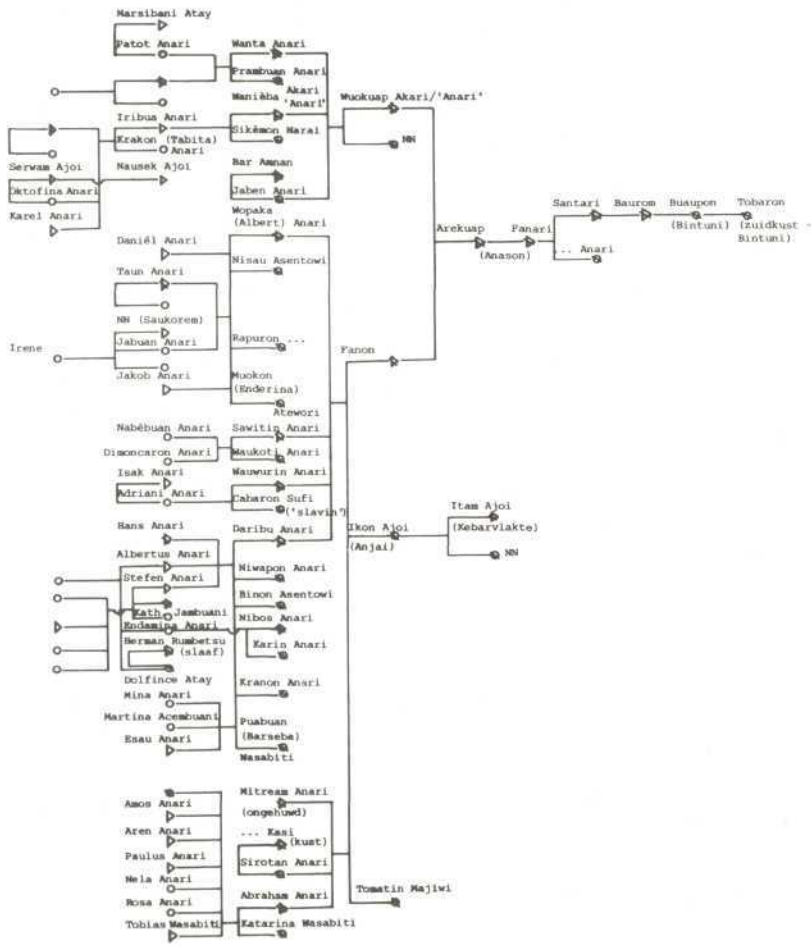 Marsibani Atay
Patot Anari
Wanta Anari
Prambuan Anari
Akari
Wanièba 'Anari'
Wuokuap Akari/'Anari'
Iribua Anari
Krakon (Tabita)
Anari
Sikèmon Warai
NN
Serwam Ajoi
Nausek Ajoi
Bar Amnan
Oktofina Anari
Jaben Anari
Karel Anari
Wopaka
(Albert) Anari
Santari
Baurom
Buaupon
(Bintuni)
Tobaron
(zuidkust -
Bintuni)
Arekuap
(Anason)
Fanari
... Anari
Daniël Anari
Nisau Asentowi
Taun Anari
NN (Saukorem)
Irene
Jabuan Anari
Rapuron ...
Fanon
Jakob Anari
Muokon
(Enderina)
Atewori
Nabèbuan Anari
Sawitin Anari
Dimoncaron Anari
Waukoti Anari
Isak Anari
Wauwurin Anari
Adriani Anari
Cabaron Sufi
('slavin')
Itam Ajoi
(Kebarvlakte)
Hans Anari
Daribu Anari
Ikon Ajoi
(Anjai)
NN
Albertus Anari
Stefen Anari
Niwapon Anari
Kath. Jambuani
Binon Asentowi
Endamina Anari
Nibos Anari
Herman Rumbetsu
(slaaf)
Karin Anari
Dolfince Atay
Kranon Anari
Mina Anari
Martina Acembuani
Puabuan
(Barseba)
Esau Anari
Wasabiti
Mitream Anari
(ongehuwd)
Amos Anari
Aren Anari
... Kasi
(kust)
Paulus Anari
Sirotan Anari
Nela Anari
Rosa Anari
Abraham Anari
Tomatin Majiwi
Tobias Wasabiti
Katarina Wasabiti